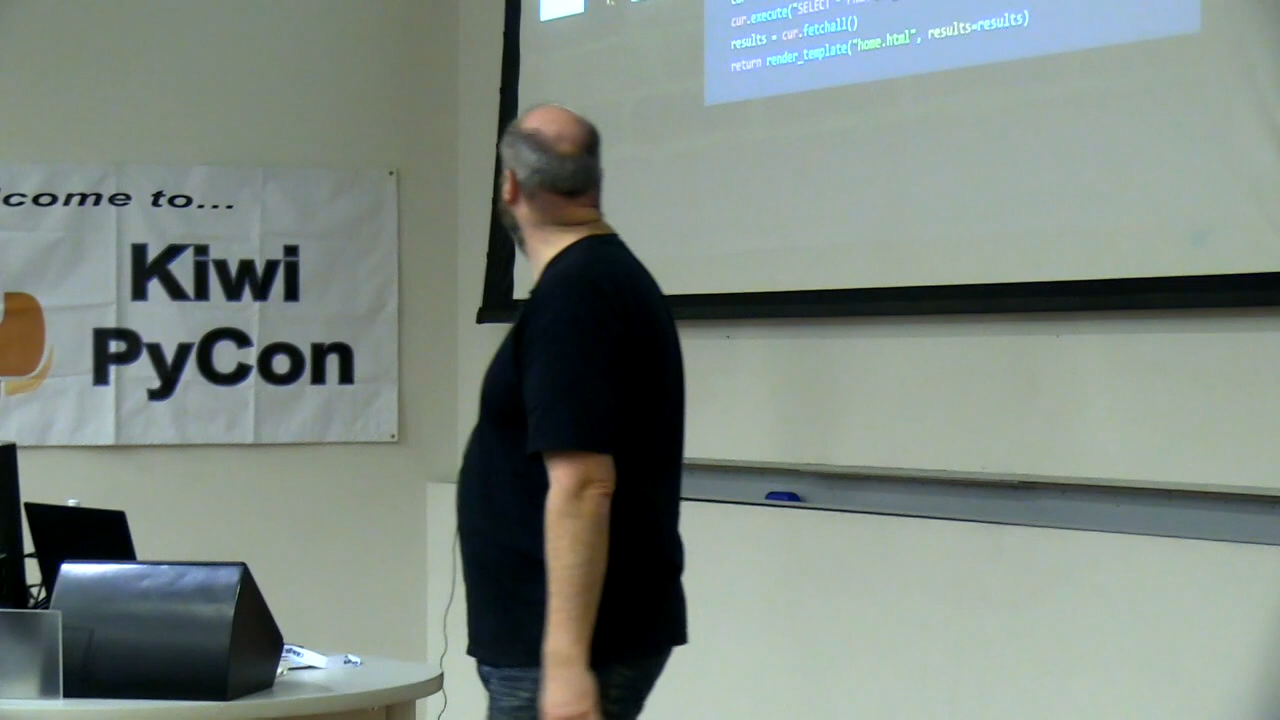 lcome to...
Kiwi
PyCon
cur.execute("SELECT
results = cur.fetchall()
return render_template("home.html", results=results)